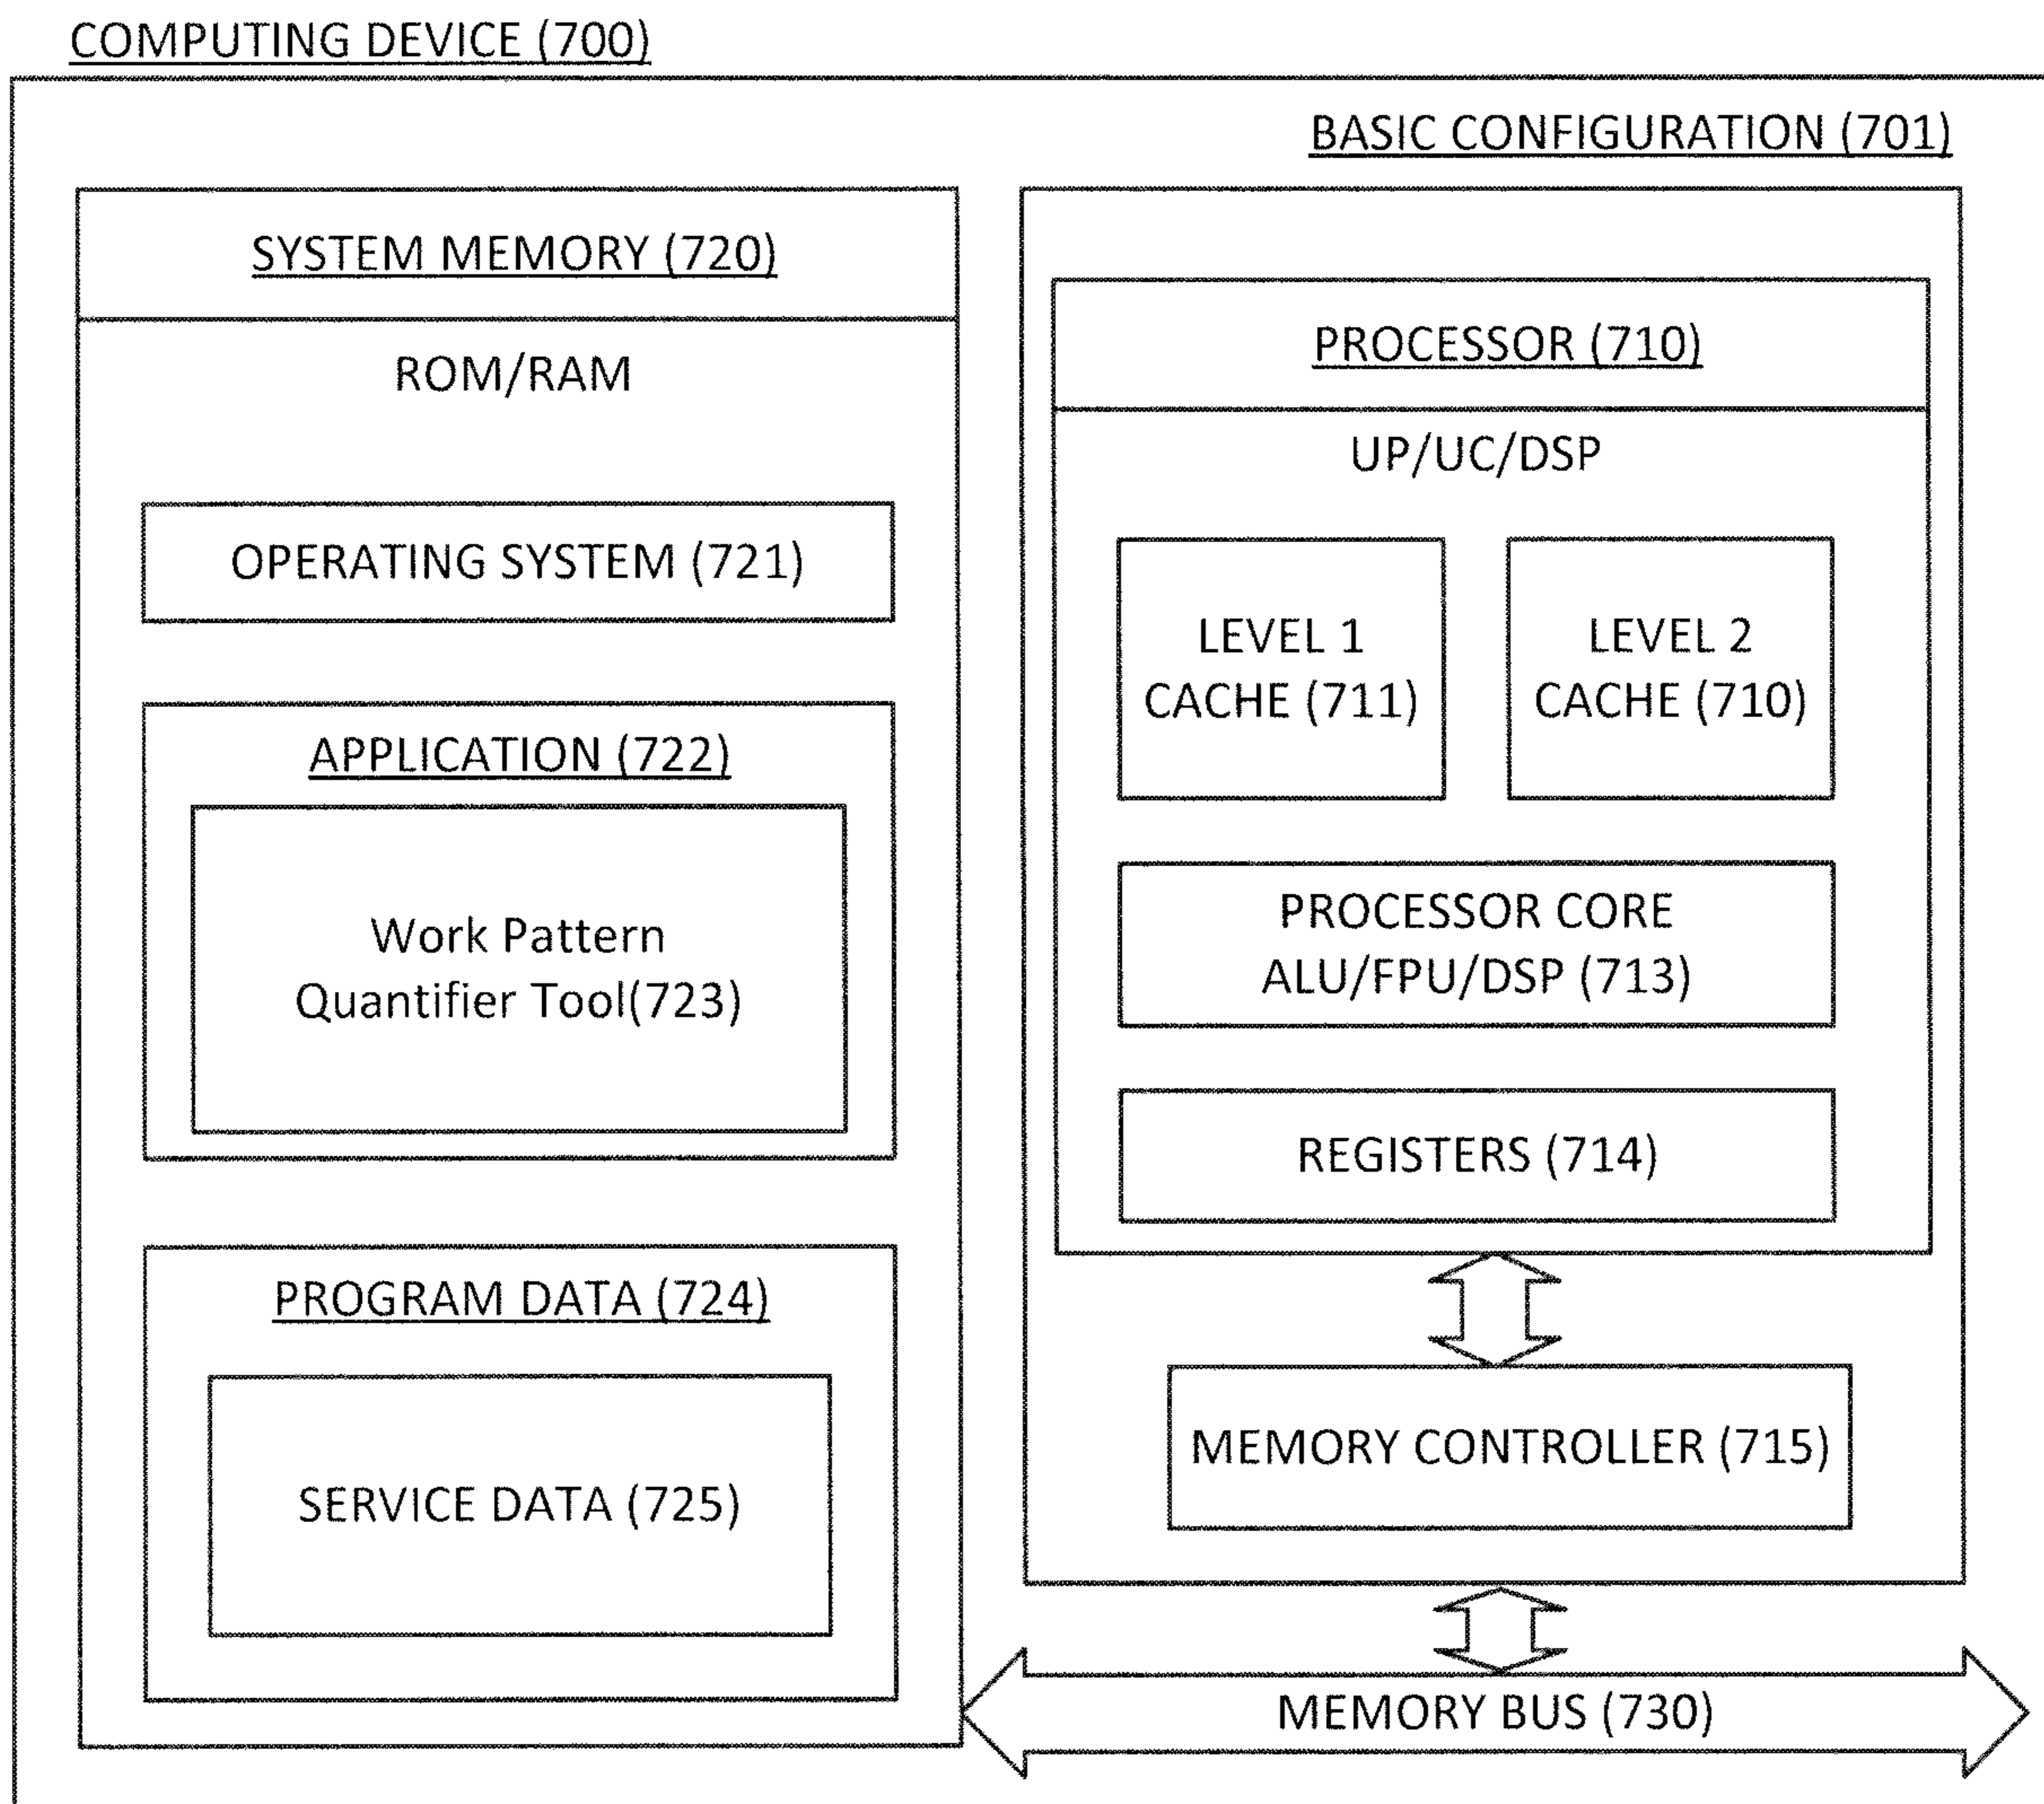 COMPUTING DEVICE (700)
BASIC CONFIGURATION (701)
SYSTEM MEMORY (720)
ROM/RAM
OPERATING SYSTEM (721)
APPLICATION (722)
Work Pattern
Quantifier Tool(723)
PROGRAM DATA (724)
SERVICE DATA (725)
PROCESSOR (710)
UP/UC/DSP
LEVEL 1
CACHE (711)
LEVEL 2
CACHE (710)
PROCESSOR CORE
ALU/FPU/DSP (713)
REGISTERS (714)
MEMORY CONTROLLER (715)
MEMORY BUS (730)